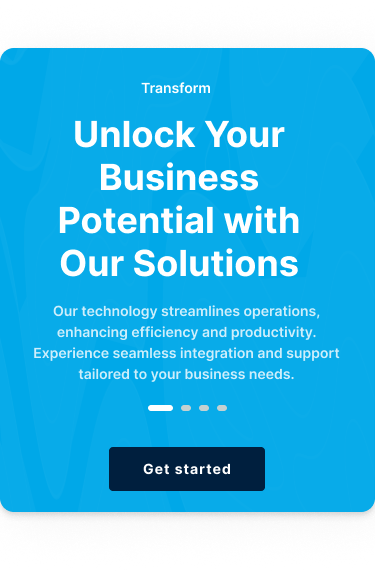 Transform
Unlock Your
Business
Potential with
Our Solutions
Our technology streamlines operations,
enhancing efficiency and productivity.
Experience seamless integration and support
tailored to your business needs.
Get started